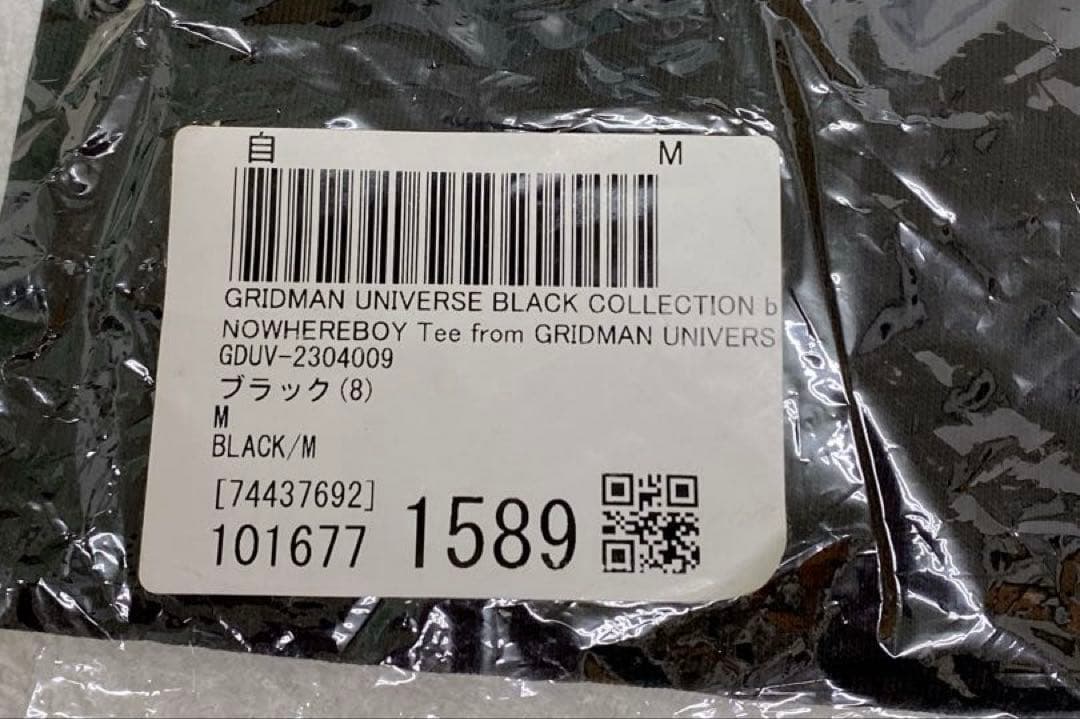 自 M
GRIDMAN UNIVERSE BLACK COLLECTION b
NOWHEREBOY Tee from GRIDMAN UNIVERS
GDUV-2304009
ブラック(8)
M
BLACK/M
[74437692]
101677 1589